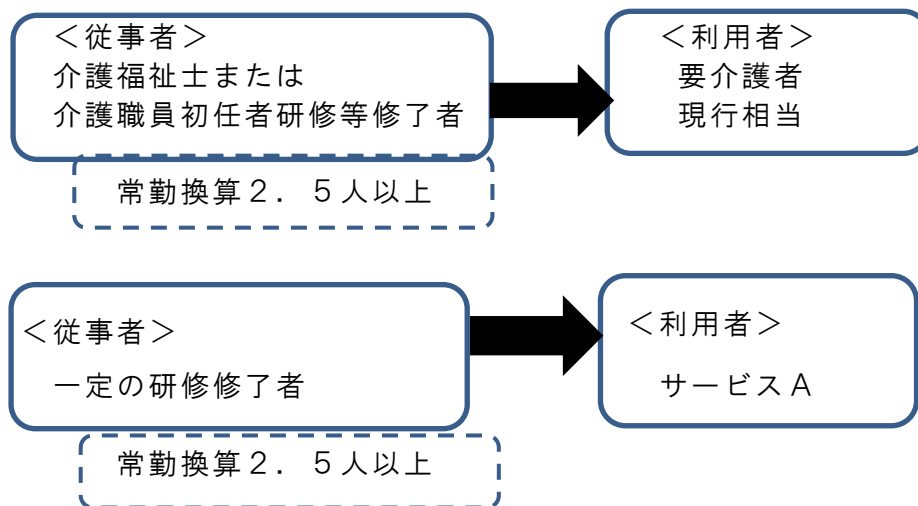 ＜従事者＞
介護福祉士または
介護職員初任者研修等修了者
常勤換算２．５人以上
＜利用者＞
要介護者
現行相当
＜従事者＞
一定の研修修了者
常勤換算２．５人以上
＜利用者＞
サービスＡ